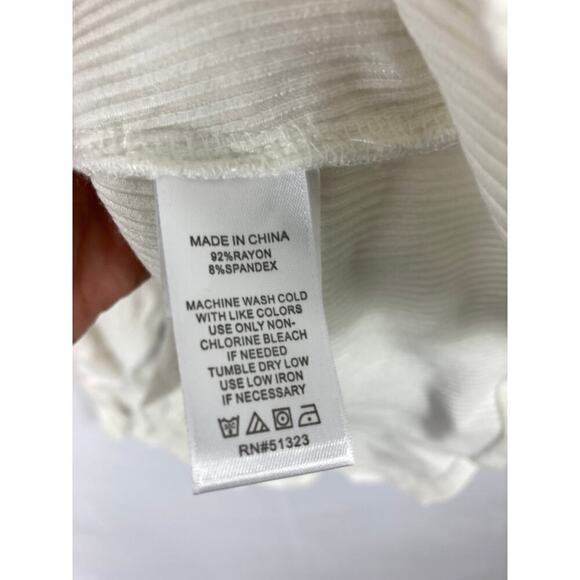 MADE IN CHINA
92%RAYON
8%SPANDEX
MACHINE WASH COLD
WITH LIKE COLORS
USE ONLY NON-
CHLORINE BLEACH
IF NEEDED
TUMBLE DRY LOW
USE LOW IRON
IF NECESSARY
RN#51323